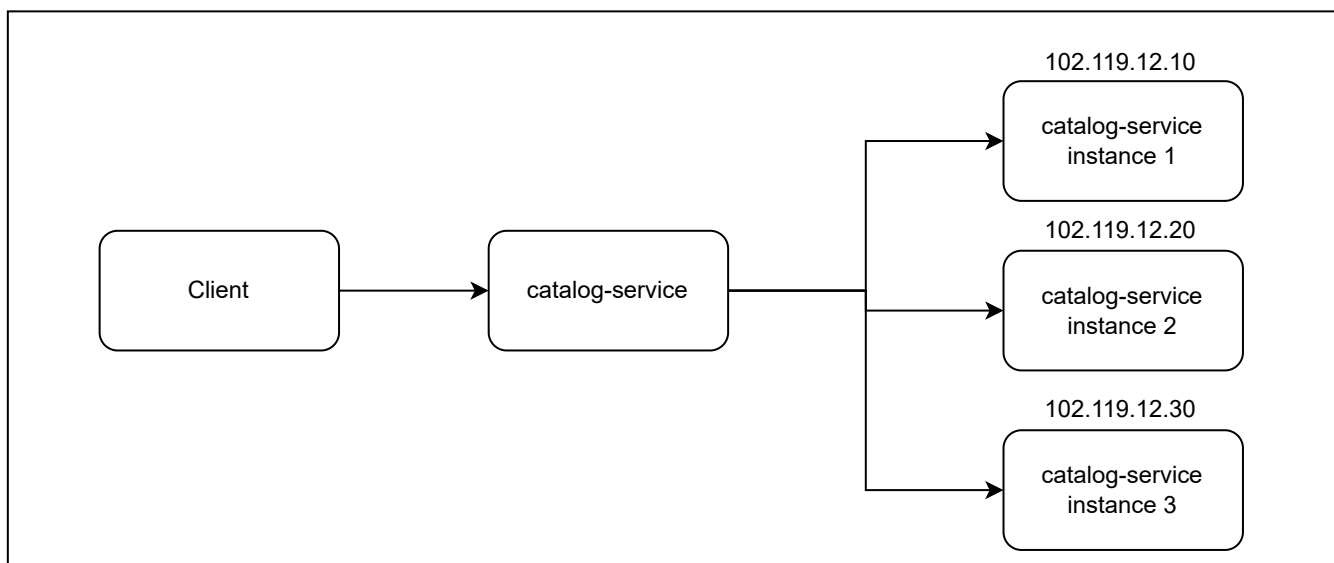 Client
catalog-service
102.119.12.10
catalog-service
instance 1
102.119.12.20
catalog-service
instance 2
102.119.12.30
catalog-service
instance 3